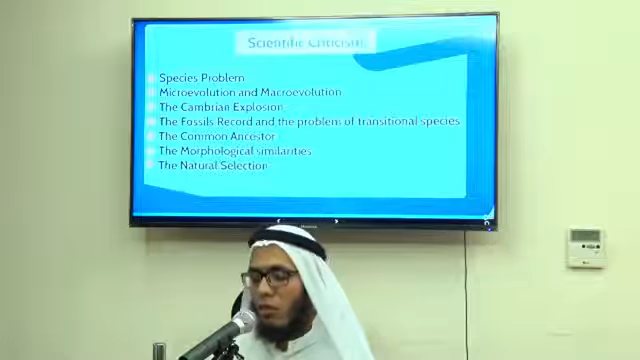 Scientific Criticism
Species Problem
Microevolution and Macroevolution
The Cambrian Explosion
The Fossils Record and the problem of transitional species
The Common Ancestor
The Morphological similarities
The Natural Selection